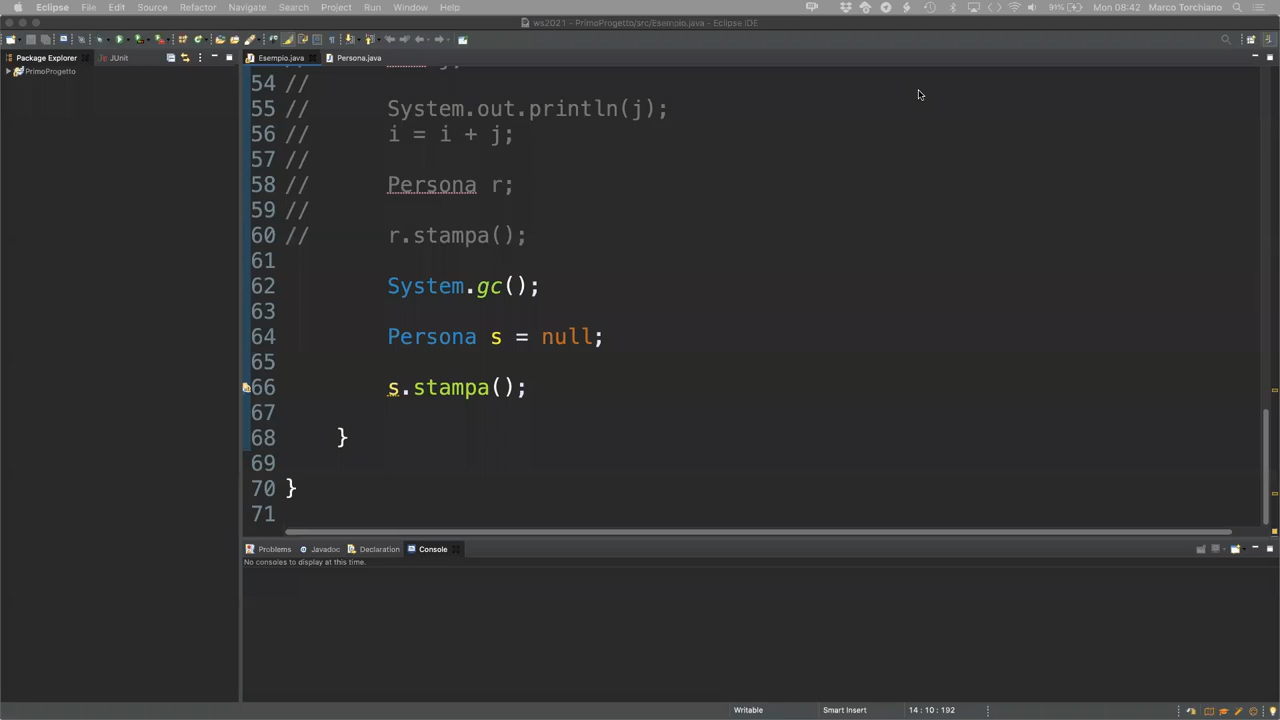 Eclipse File Edit Source Refactor Navigate Search Project Run Window Help 99% Mon 08:42 Marco Torchiano
ws2021 - PrimoProgetto/src/Esempio.java - Eclipse IDE
Package Explorer JUnit
Esempio.java Persona.java
PrimoProgetto
54 //
55 // System.out.println(j);
56 // i = i + j;
57 //
58 // Persona r;
59 //
60 // r.stampa();
61
62 System.gc();
63
64 Persona s = null;
65
66 s.stampa();
67
68 }
69
70 }
71
Problems Javadoc Declaration Console
No consoles to display at this time.
Writable Smart Insert 14 : 10 : 192